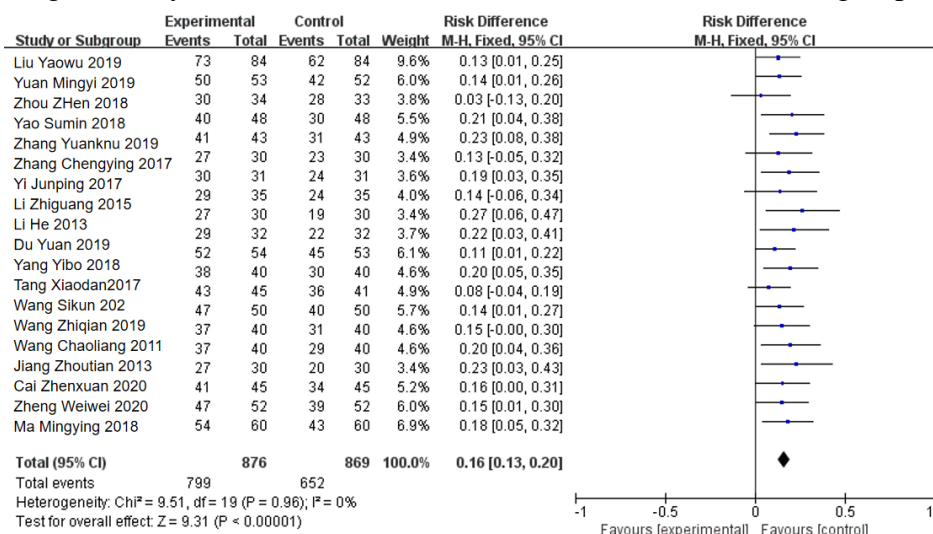 Experimental Control Risk Difference Risk Difference
Study or Subgroup Events Total Events Total Weight M-H, Fixed, 95% CI M-H, Fixed, 95% CI
Liu Yaowu 2019 73 84 62 84 9.6% 0.13 [0.01, 0.25]
Yuan Mingyi 2019 50 53 42 52 6.0% 0.14 [0.01, 0.26]
Zhou ZHen 2018 30 34 28 33 3.8% 0.03 [-0.13, 0.20]
Yao Sumin 2018 40 48 30 48 5.5% 0.21 [0.04, 0.38]
Zhang Yuanknu 2019 41 43 31 43 4.9% 0.23 [0.08, 0.38]
Zhang Chengying 2017 27 30 23 30 3.4% 0.13 [-0.05, 0.32]
Yi Junping 2017 30 31 24 31 3.6% 0.19 [0.03, 0.35]
Li Zhiguang 2015 29 35 24 35 4.0% 0.14 [-0.06, 0.34]
Li He 2013 27 30 19 30 3.4% 0.27 [0.06, 0.47]
29 32 22 32 3.7% 0.22 [0.03, 0.41]
Du Yuan 2019 52 54 45 53 6.1% 0.11 [0.01, 0.22]
Yang Yibo 2018 38 40 30 40 4.6% 0.20 [0.05, 0.35]
Tang Xiaodan2017 43 45 36 41 4.9% 0.08 [-0.04, 0.19]
Wang Sikun 202 47 50 40 50 5.7% 0.14 [0.01, 0.27]
Wang Zhiqian 2019 37 40 31 40 4.6% 0.15 [-0.00, 0.30]
Wang Chaoliang 2011 37 40 29 40 4.6% 0.20 [0.04, 0.36]
Jiang Zhoutian 2013 27 30 20 30 3.4% 0.23 [0.03, 0.43]
Cai Zhenxuan 2020 41 45 34 45 5.2% 0.16 [0.00, 0.31]
Zheng Weiwei 2020 47 52 39 52 6.0% 0.15 [0.01, 0.30]
Ma Mingying 2018 54 60 43 60 6.9% 0.18 [0.05, 0.32]
Total (95% CI) 876 869 100.0% 0.16 [0.13, 0.20]
Total events 799 652
Heterogeneity: Chi² = 9.51, df = 19 (P = 0.96); I² = 0%
Test for overall effect: Z = 9.31 (P < 0.00001)
-1 -0.5 0 0.5 1
Favours [experimental] Favours [control]